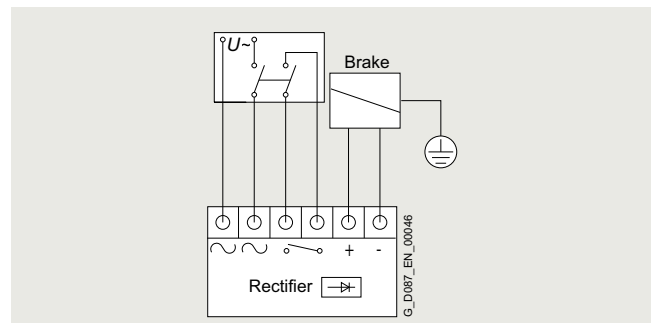 U~
Brake
+ -
Rectifier
G_D087_EN_00046